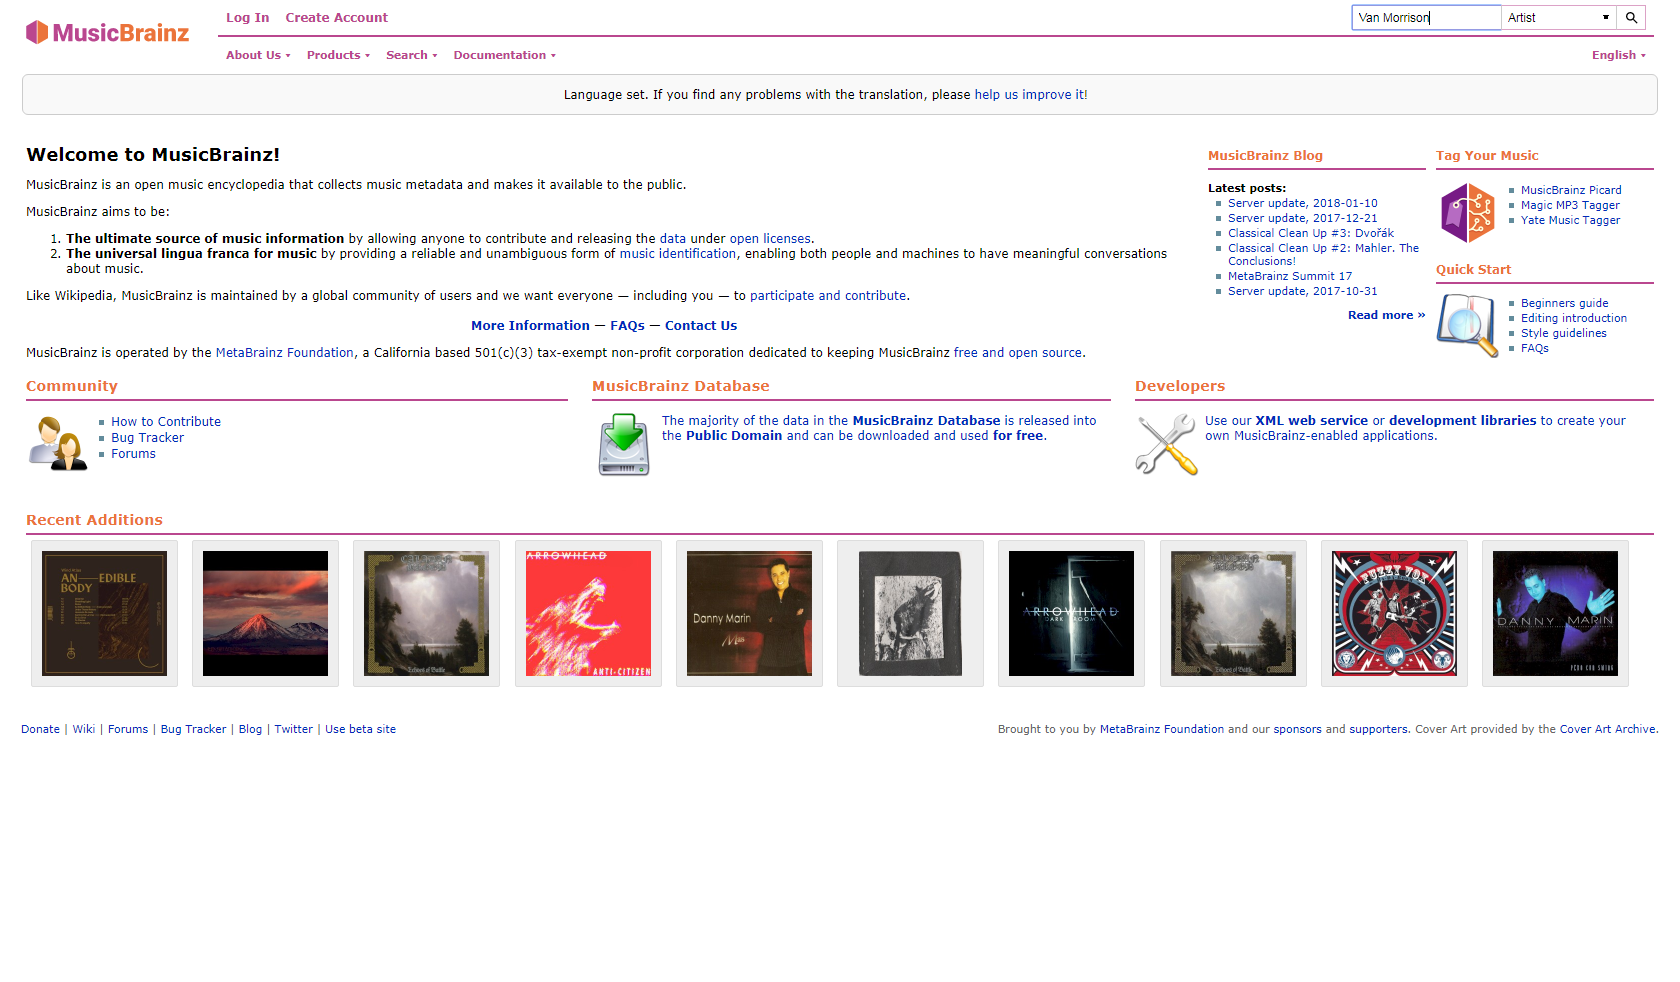 MusicBrainz
Log In Create Account
Van Morrison Artist
About Us Products Search Documentation English
Language set. If you find any problems with the translation, please help us improve it!
Welcome to MusicBrainz!
MusicBrainz is an open music encyclopedia that collects music metadata and makes it available to the public.
MusicBrainz aims to be:
1. The ultimate source of music information by allowing anyone to contribute and releasing the data under open licenses.
2. The universal lingua franca for music by providing a reliable and unambiguous form of music identification, enabling both people and machines to have meaningful conversations
about music.
Like Wikipedia, MusicBrainz is maintained by a global community of users and we want everyone — including you — to participate and contribute.
More Information — FAQs — Contact Us
MusicBrainz is operated by the MetaBrainz Foundation, a California based 501(c)(3) tax-exempt non-profit corporation dedicated to keeping MusicBrainz free and open source.
MusicBrainz Blog
Latest posts:
Server update, 2018-01-10
Server update, 2017-12-21
Classical Clean Up #3: Dvořák
Classical Clean Up #2: Mahler. The
Conclusions!
MetaBrainz Summit 17
Server update, 2017-10-31
Read more »
Tag Your Music
MusicBrainz Picard
Magic MP3 Tagger
Yate Music Tagger
Quick Start
Beginners guide
Editing introduction
Style guidelines
FAQs
Community
How to Contribute
Bug Tracker
Forums
MusicBrainz Database
The majority of the data in the MusicBrainz Database is released into
the Public Domain and can be downloaded and used for free.
Developers
Use our XML web service or development libraries to create your
own MusicBrainz-enabled applications.
Recent Additions
AN EDIBLE
BODY
ARROWHEAD
ANTI-CITIZEN
Danny Marin
ARROWHEAD
DARK ROOM
FUZZY VOX
DANNY MARIN
Donate | Wiki | Forums | Bug Tracker | Blog | Twitter | Use beta site
Brought to you by MetaBrainz Foundation and our sponsors and supporters. Cover Art provided by the Cover Art Archive.